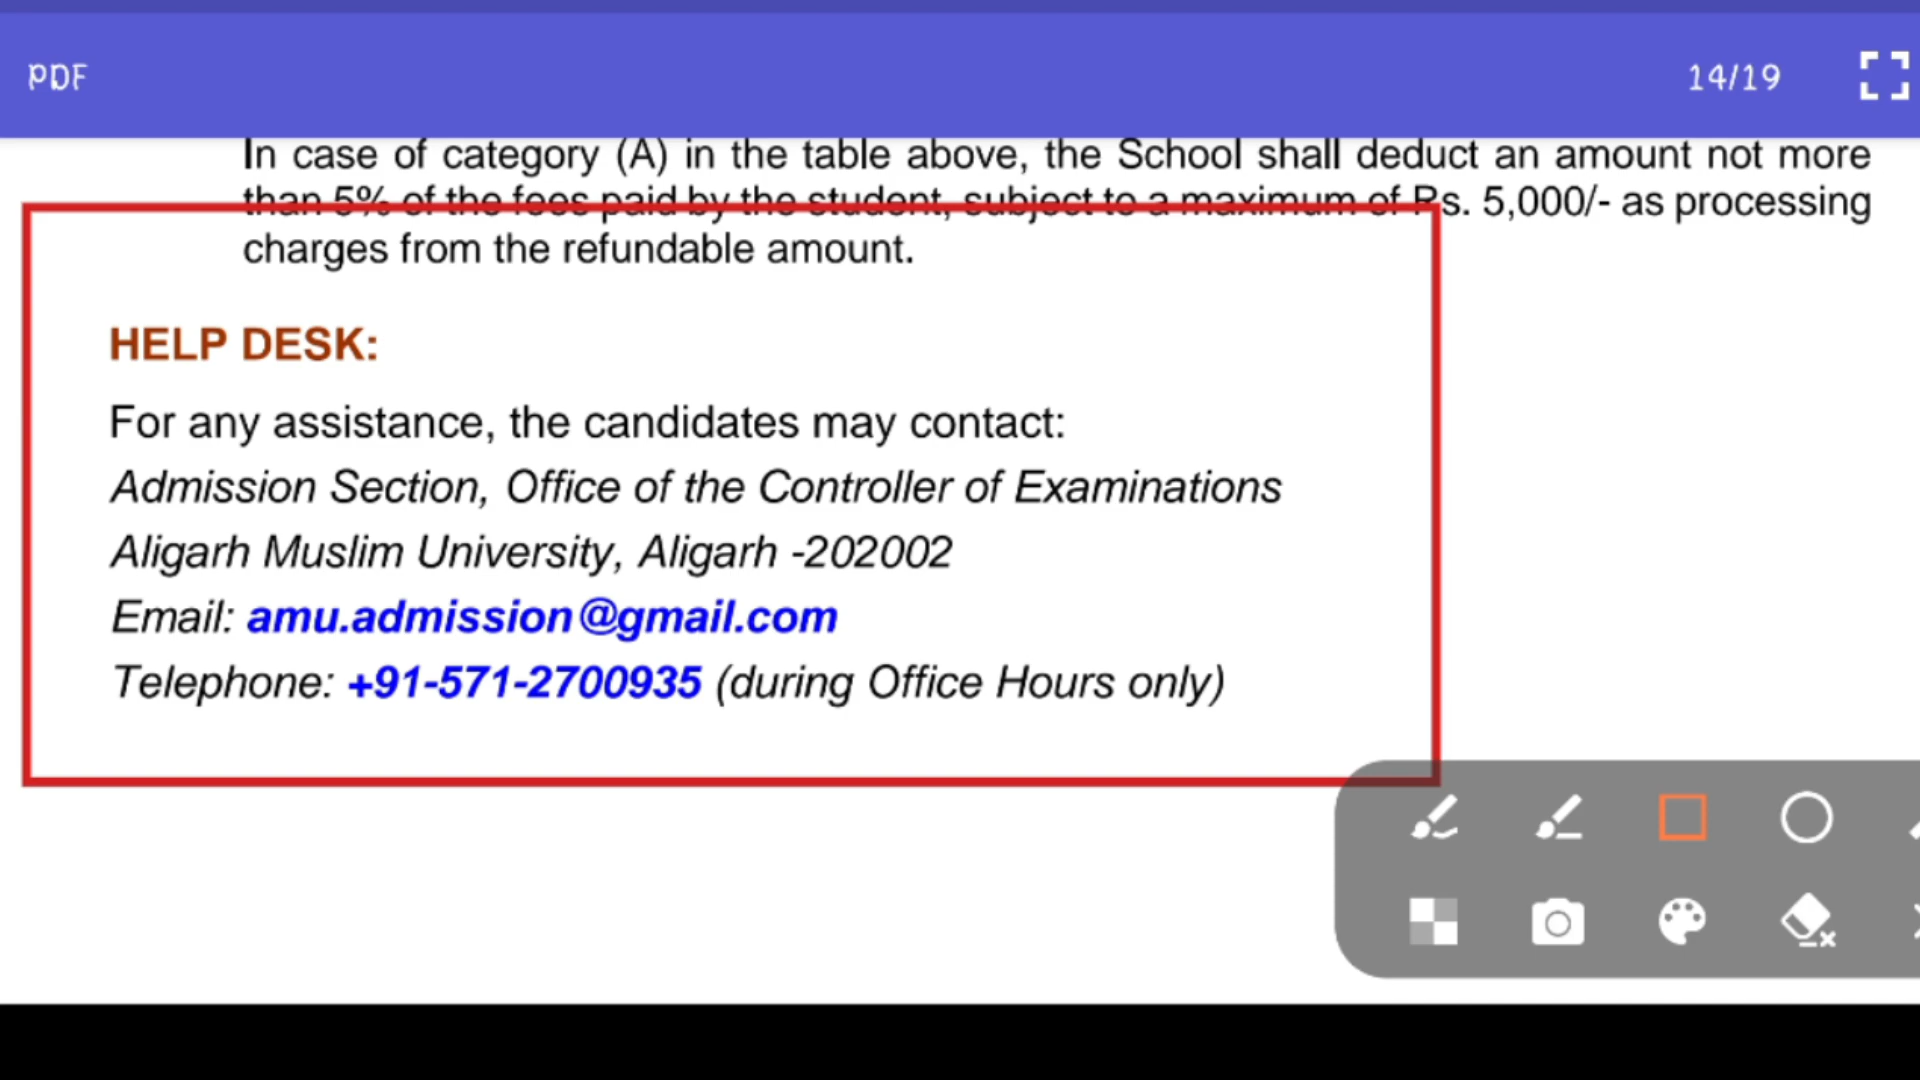 PDF
14/19
In case of category (A) in the table above, the School shall deduct an amount not more
than 5% of the fees paid by the student, subject to a maximum of Rs. 5,000/- as processing
charges from the refundable amount.
HELP DESK:
For any assistance, the candidates may contact:
Admission Section, Office of the Controller of Examinations
Aligarh Muslim University, Aligarh -202002
Email: amu.admission@gmail.com
Telephone: +91-571-2700935 (during Office Hours only)